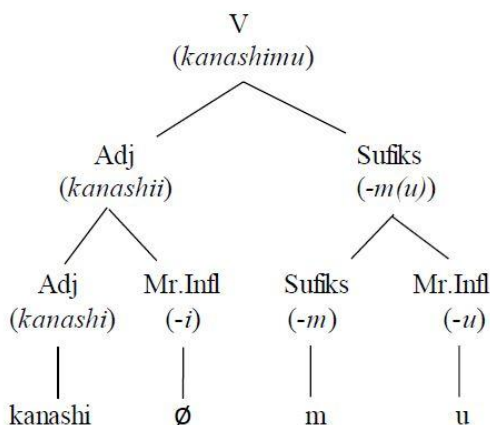 V
(kanashimu)
Adj Sufiks
(kanashii) (-m(u))
Adj Mr.Infl Sufiks Mr.Infl
(kanashi) (-i) (-m) (-u)
kanashi ∅ m u